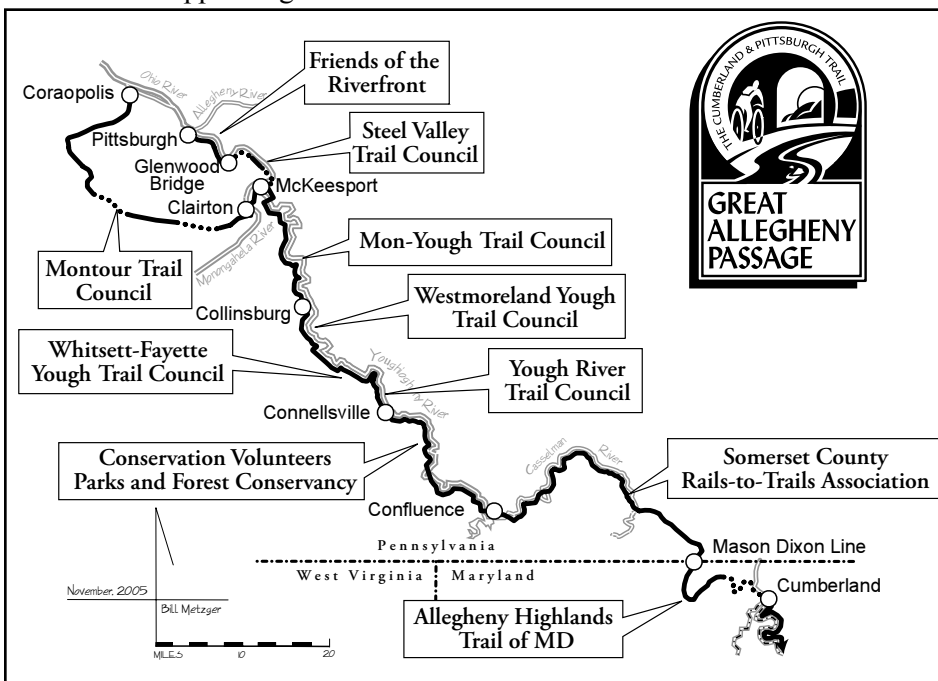 Friends of the
Riverfront
Ohio River
Allegheny River
Coraopolis
Pittsburgh
Steel Valley
Trail Council
Glenwood
Bridge
McKeesport
Clairton
Monongahela River
Montour Trail
Council
Mon-Yough Trail Council
Collinsburg
Westmoreland Yough
Trail Council
Whitsett-Fayette
Yough Trail Council
Youghiogheny River
Yough River
Trail Council
Connellsville
Conservation Volunteers
Parks and Forest Conservancy
Casselman River
Somerset County
Rails-to-Trails Association
Confluence
Pennsylvania
Mason Dixon Line
West Virginia
Maryland
Cumberland
Allegheny Highlands
Trail of MD
November, 2005
Bill Metzger
MILES 10 20
THE CUMBERLAND & PITTSBURGH TRAIL
GREAT
ALLEGHENY
PASSAGE